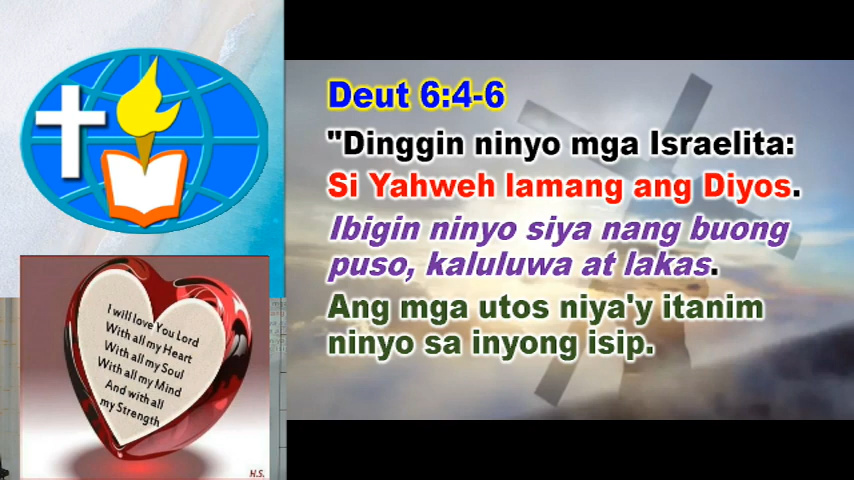 Deut 6:4-6
"Dinggin ninyo mga Israelita:
Si Yahweh lamang ang Diyos.
Ibigin ninyo siya nang buong
puso, kaluluwa at lakas.
Ang mga utos niya'y itanim
ninyo sa inyong isip.
I will love You Lord
With all my Heart
With all my Soul
With all my Mind
And with all
my Strength
H.S.